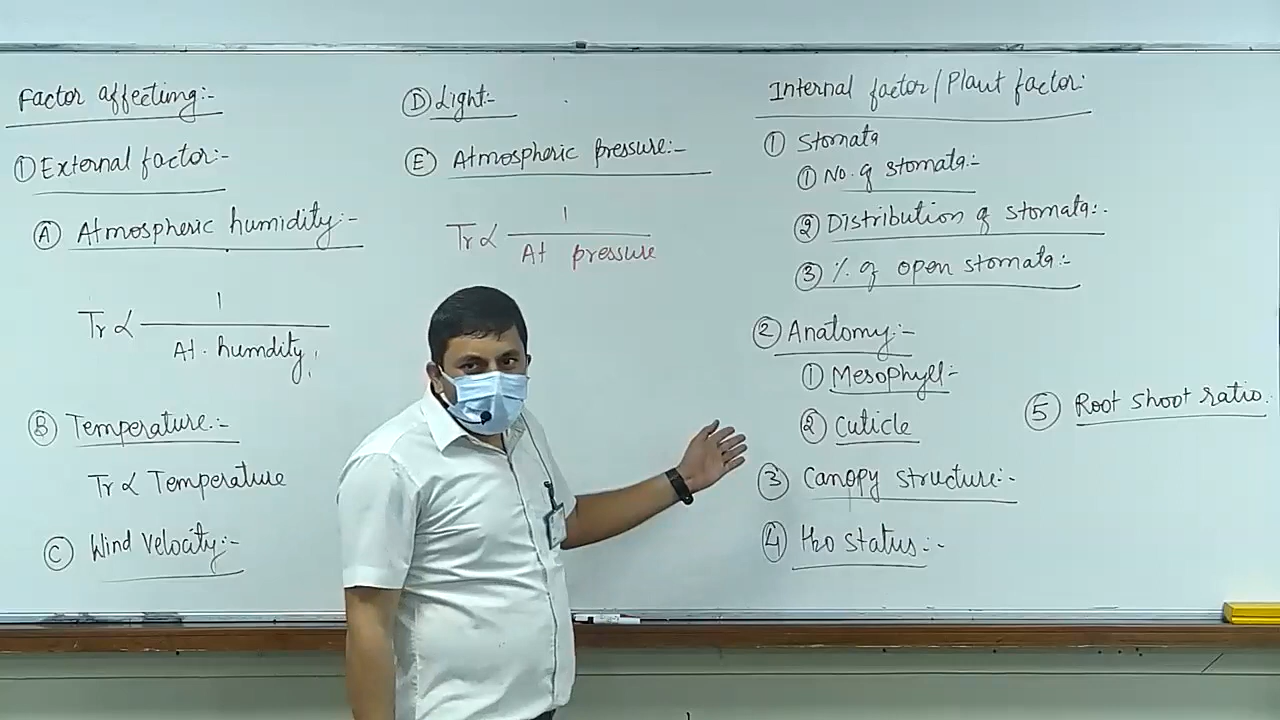 Factor affecting:-
① External factor:-
Ⓐ Atmospheric humidity:-
Tr ∝ 1 / At. humdity
Ⓑ Temperature:-
Tr ∝ Temperature
Ⓒ Wind velocity:-
Ⓓ Light:-
Ⓔ Atmospheric pressure:-
Tr ∝ 1 / At pressure
Internal factor/Plant factor:
① Stomata
① No. of stomata:-
② Distribution of stomata:-
③ % of open stomata:-
② Anatomy:-
① Mesophyll:-
② Cuticle
③ Canopy structure:-
④ H2O status:-
⑤ Root shoot ratio.